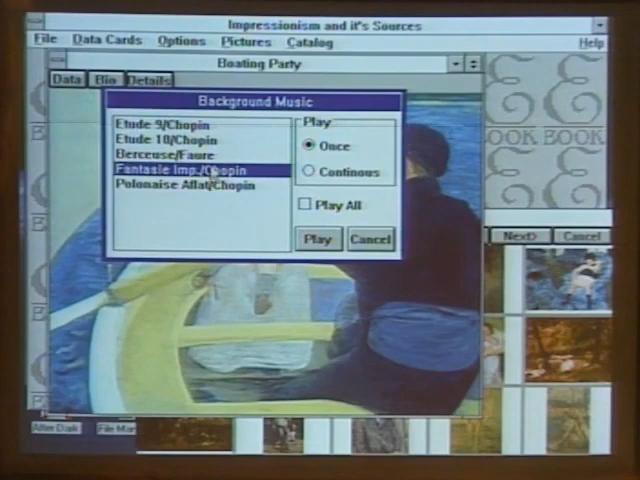 Impressionism and it's Sources
File Data Cards Options Pictures Catalog Help
Boating Party
Data Bio Details
Background Music
Etude 9/Chopin
Etude 10/Chopin
Berceuse/Faure
Fantasie Imp./Chopin
Polonaise Aflat/Chopin
Play
Once
Continous
Play All
Play Cancel
OOK BOOK
Next> Cancel
After Dark File Man